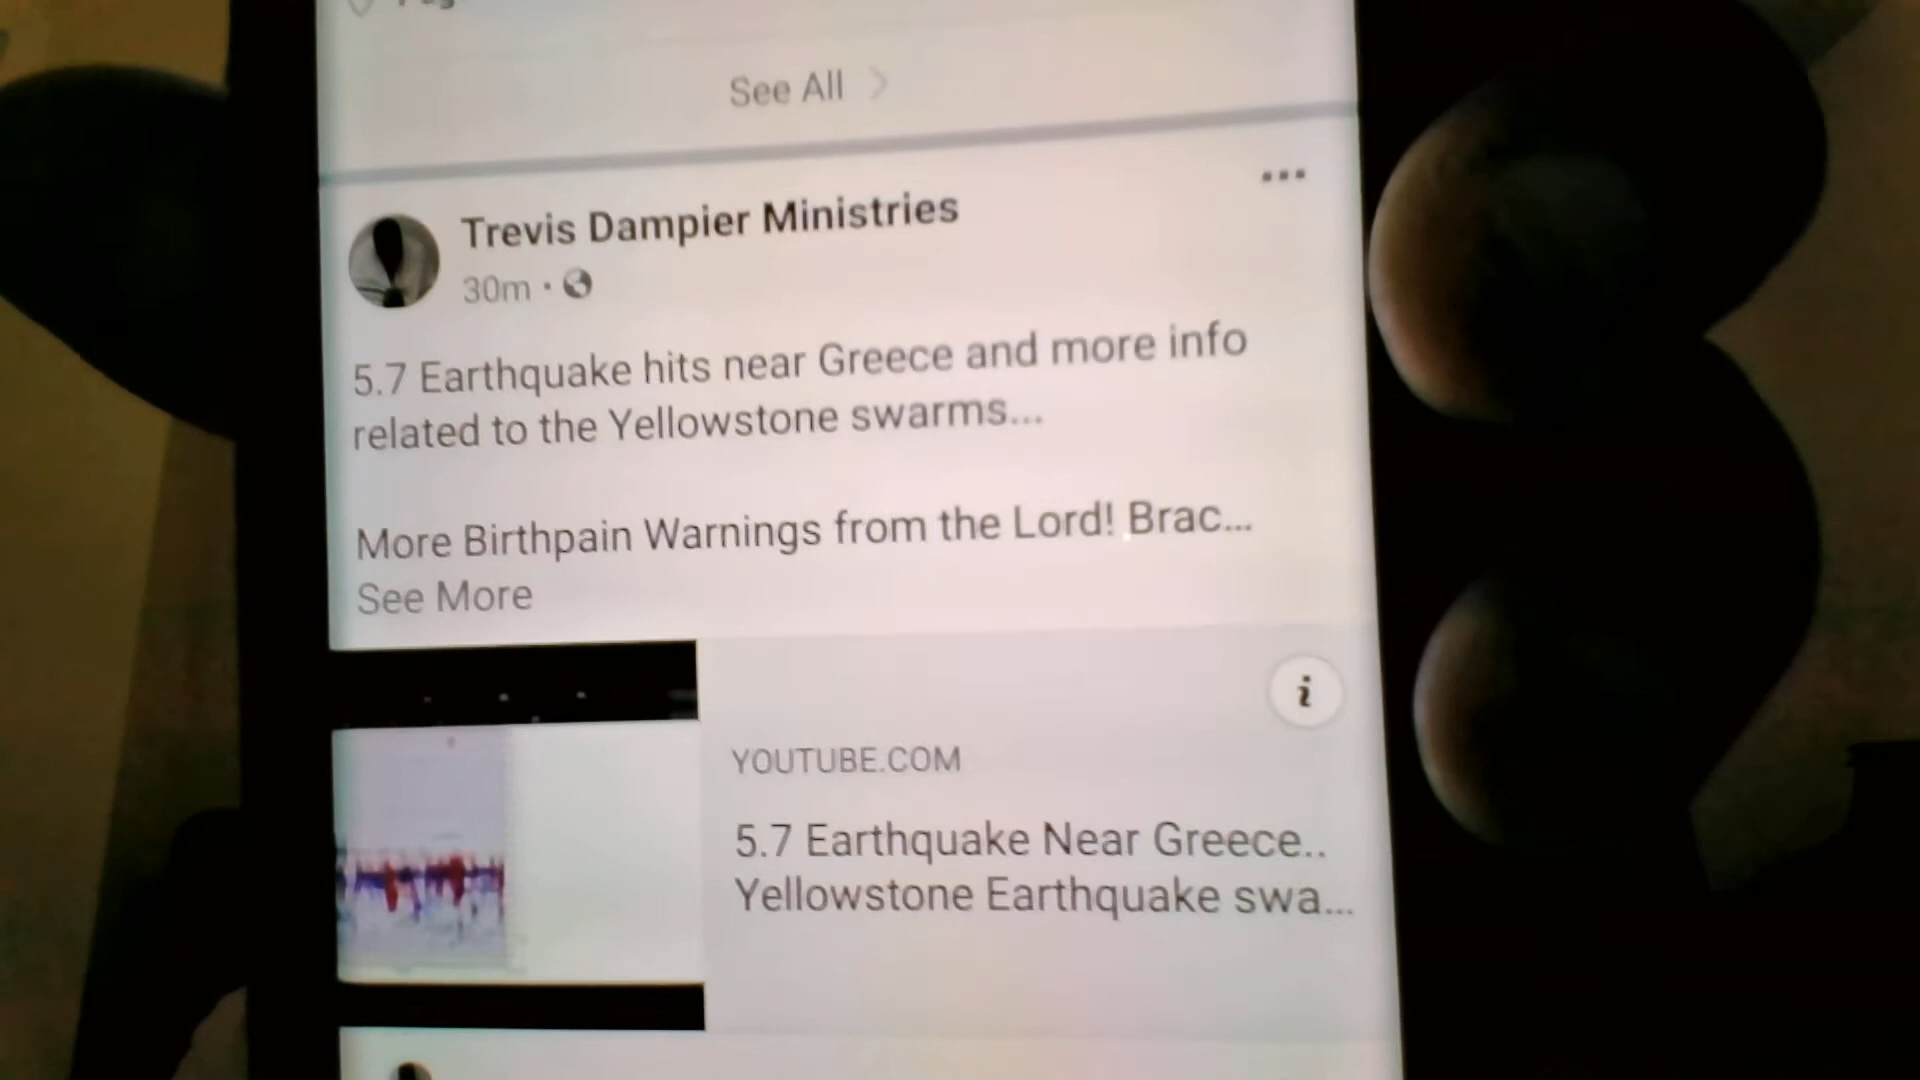 See All
Trevis Dampier Ministries
30m ·
5.7 Earthquake hits near Greece and more info
related to the Yellowstone swarms...
More Birthpain Warnings from the Lord! Brac...
See More
i
YOUTUBE.COM
5.7 Earthquake Near Greece..
Yellowstone Earthquake swa...